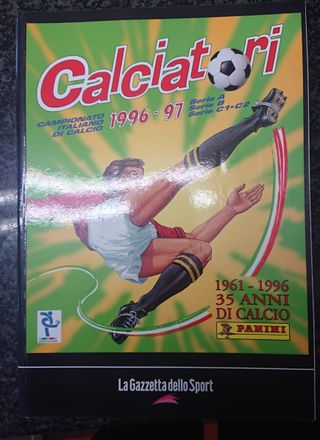 Calciatori
CAMPIONATO
ITALIANO
DI CALCIO
1996-97
Serie A
Serie B
Serie C1-C2
1961-1996
35 ANNI
DI CALCIO
PANINI
La Gazzetta dello Sport